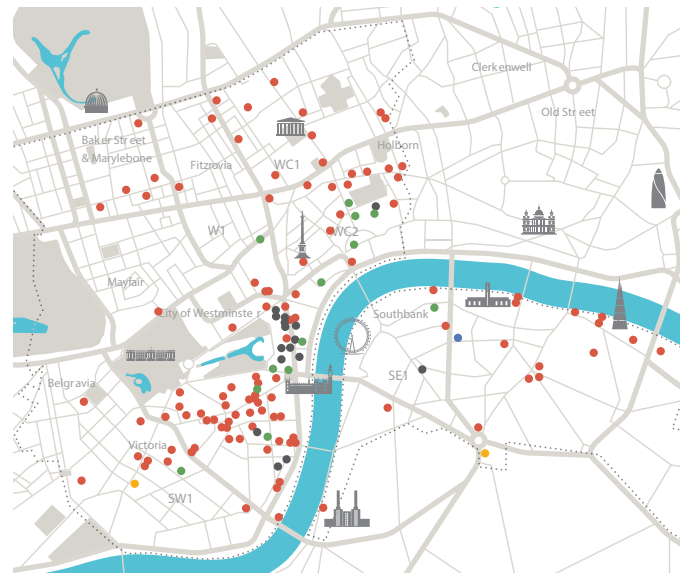 Clerkenwell
Old Street
Baker Street
& Marylebone
Holborn
Fitzrovia
WC1
W1
WC2
Mayfair
City of Westminster
Southbank
SE1
Belgravia
Victoria
SW1